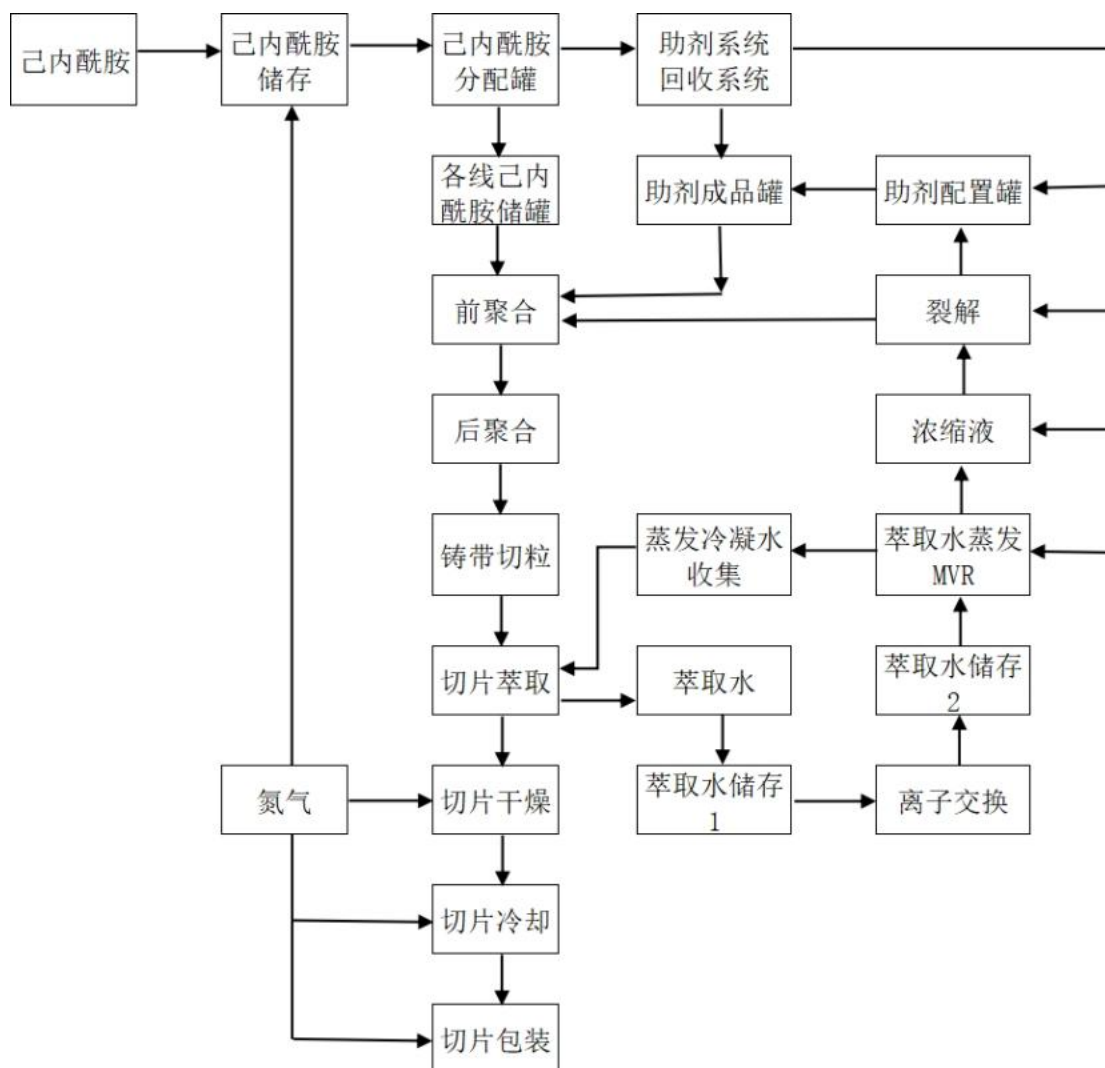 己内酰胺
己内酰胺
储存
己内酰胺
分配罐
助剂系统
回收系统
各线己内
酰胺储罐
助剂成品罐
助剂配置罐
前聚合
裂解
后聚合
浓缩液
铸带切粒
蒸发冷凝水
收集
萃取水蒸发
MVR
切片萃取
萃取水
萃取水储存
2
氮气
切片干燥
萃取水储存
1
离子交换
切片冷却
切片包装